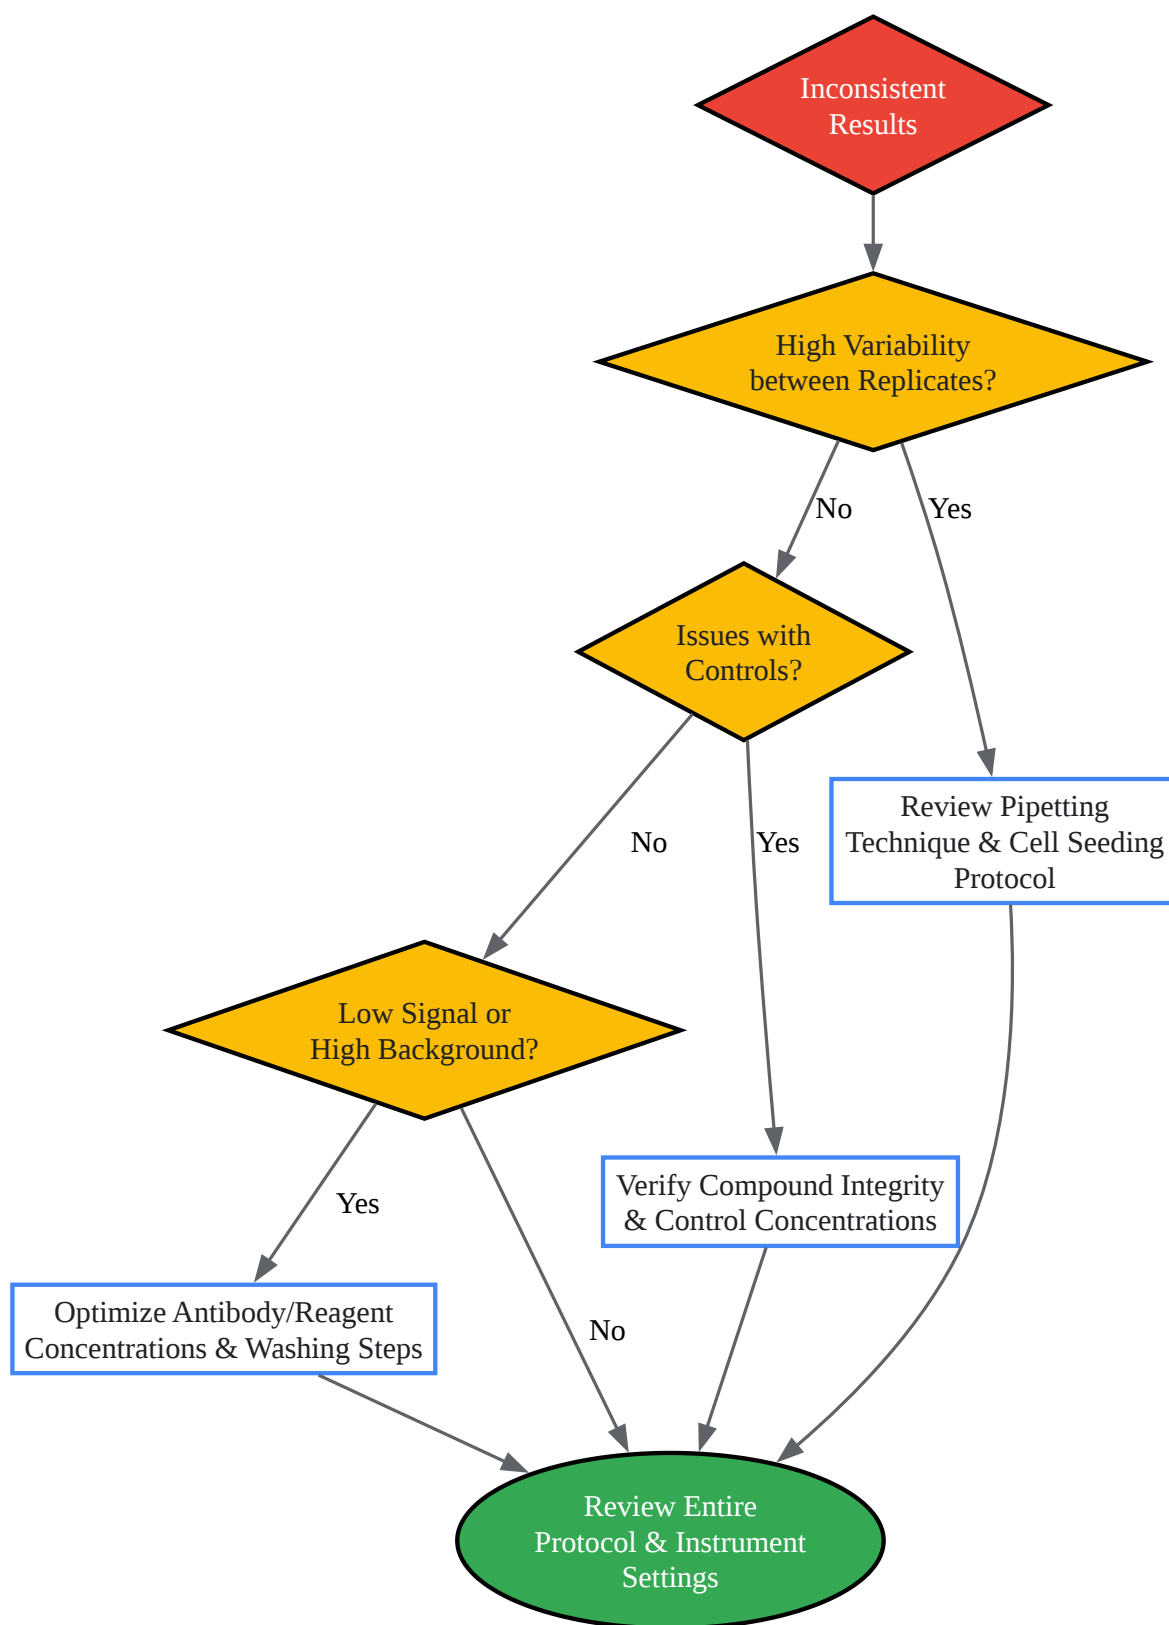 Inconsistent
Results
High Variability
between Replicates?
No
Yes
Issues with
Controls?
Review Pipetting
Technique & Cell Seeding
Protocol
No
Yes
Low Signal or
High Background?
Verify Compound Integrity
& Control Concentrations
Yes
Optimize Antibody/Reagent
Concentrations & Washing Steps
No
Review Entire
Protocol & Instrument
Settings